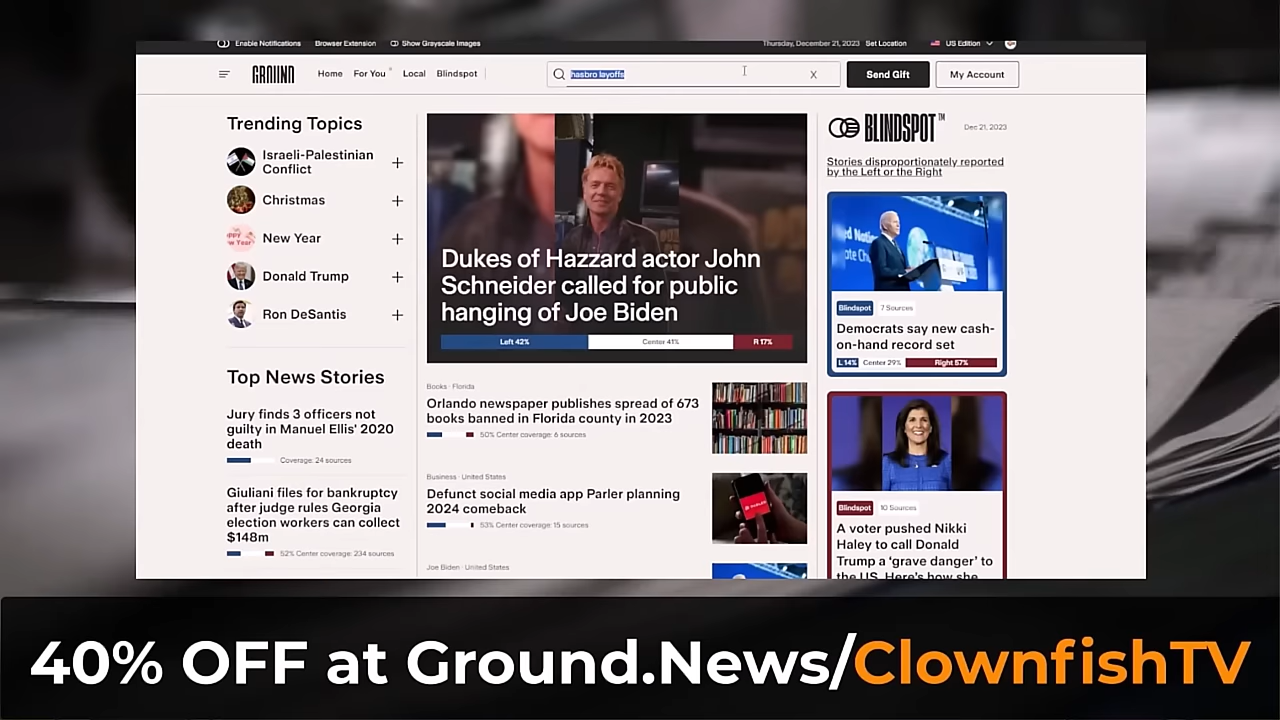 Enable Notifications Browser Extension Show Grayscale Images Thursday, December 21, 2023 Set Location US Edition
GROUND Home For You Local Blindspot hasbro layoffs X Send Gift My Account
Trending Topics
Israeli-Palestinian
Conflict
Christmas
New Year
Donald Trump
Ron DeSantis
Top News Stories
Jury finds 3 officers not
guilty in Manuel Ellis' 2020
death
Coverage: 24 sources
Giuliani files for bankruptcy
after judge rules Georgia
election workers can collect
$148m
52% Center coverage: 234 sources
Dukes of Hazzard actor John
Schneider called for public
hanging of Joe Biden
Left 42% Center 41% R 17%
Books · Florida
Orlando newspaper publishes spread of 673
books banned in Florida county in 2023
50% Center coverage: 6 sources
Business · United States
Defunct social media app Parler planning
2024 comeback
53% Center coverage: 15 sources
Joe Biden · United States
BLINDSPOT™ Dec 21, 2023
Stories disproportionately reported
by the Left or the Right
Blindspot 7 Sources
Democrats say new cash-
on-hand record set
L 14% Center 29% Right 57%
Blindspot 10 Sources
A voter pushed Nikki
Haley to call Donald
Trump a ‘grave danger’ to
the US. Here's how she
40% OFF at Ground.News/ClownfishTV